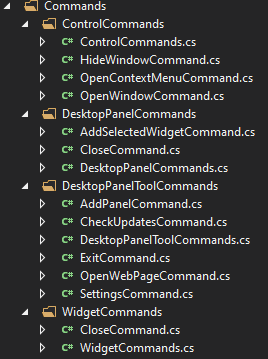 Commands
ControlCommands
C# ControlCommands.cs
C# HideWindowCommand.cs
C# OpenContextMenuCommand.cs
C# OpenWindowCommand.cs
DesktopPanelCommands
C# AddSelectedWidgetCommand.cs
C# CloseCommand.cs
C# DesktopPanelCommands.cs
DesktopPanelToolCommands
C# AddPanelCommand.cs
C# CheckUpdatesCommand.cs
C# DesktopPanelToolCommands.cs
C# ExitCommand.cs
C# OpenWebPageCommand.cs
C# SettingsCommand.cs
WidgetCommands
C# CloseCommand.cs
C# WidgetCommands.cs